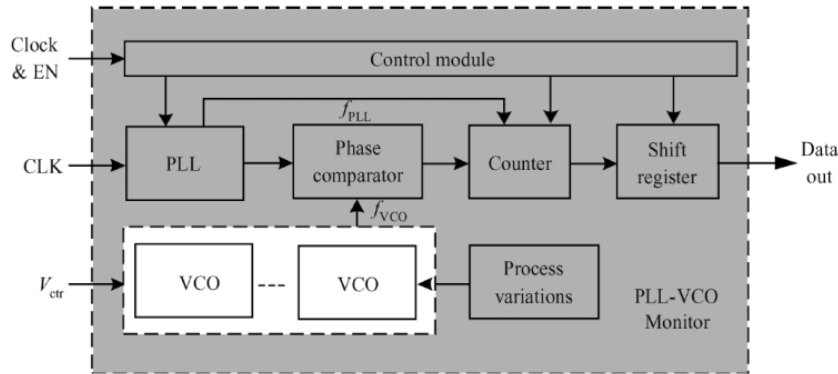 Clock
& EN
Control module
f_PLL
CLK
PLL
Phase
comparator
Counter
Shift
register
Data
out
f_VCO
V_ctr
VCO
VCO
Process
variations
PLL-VCO
Monitor